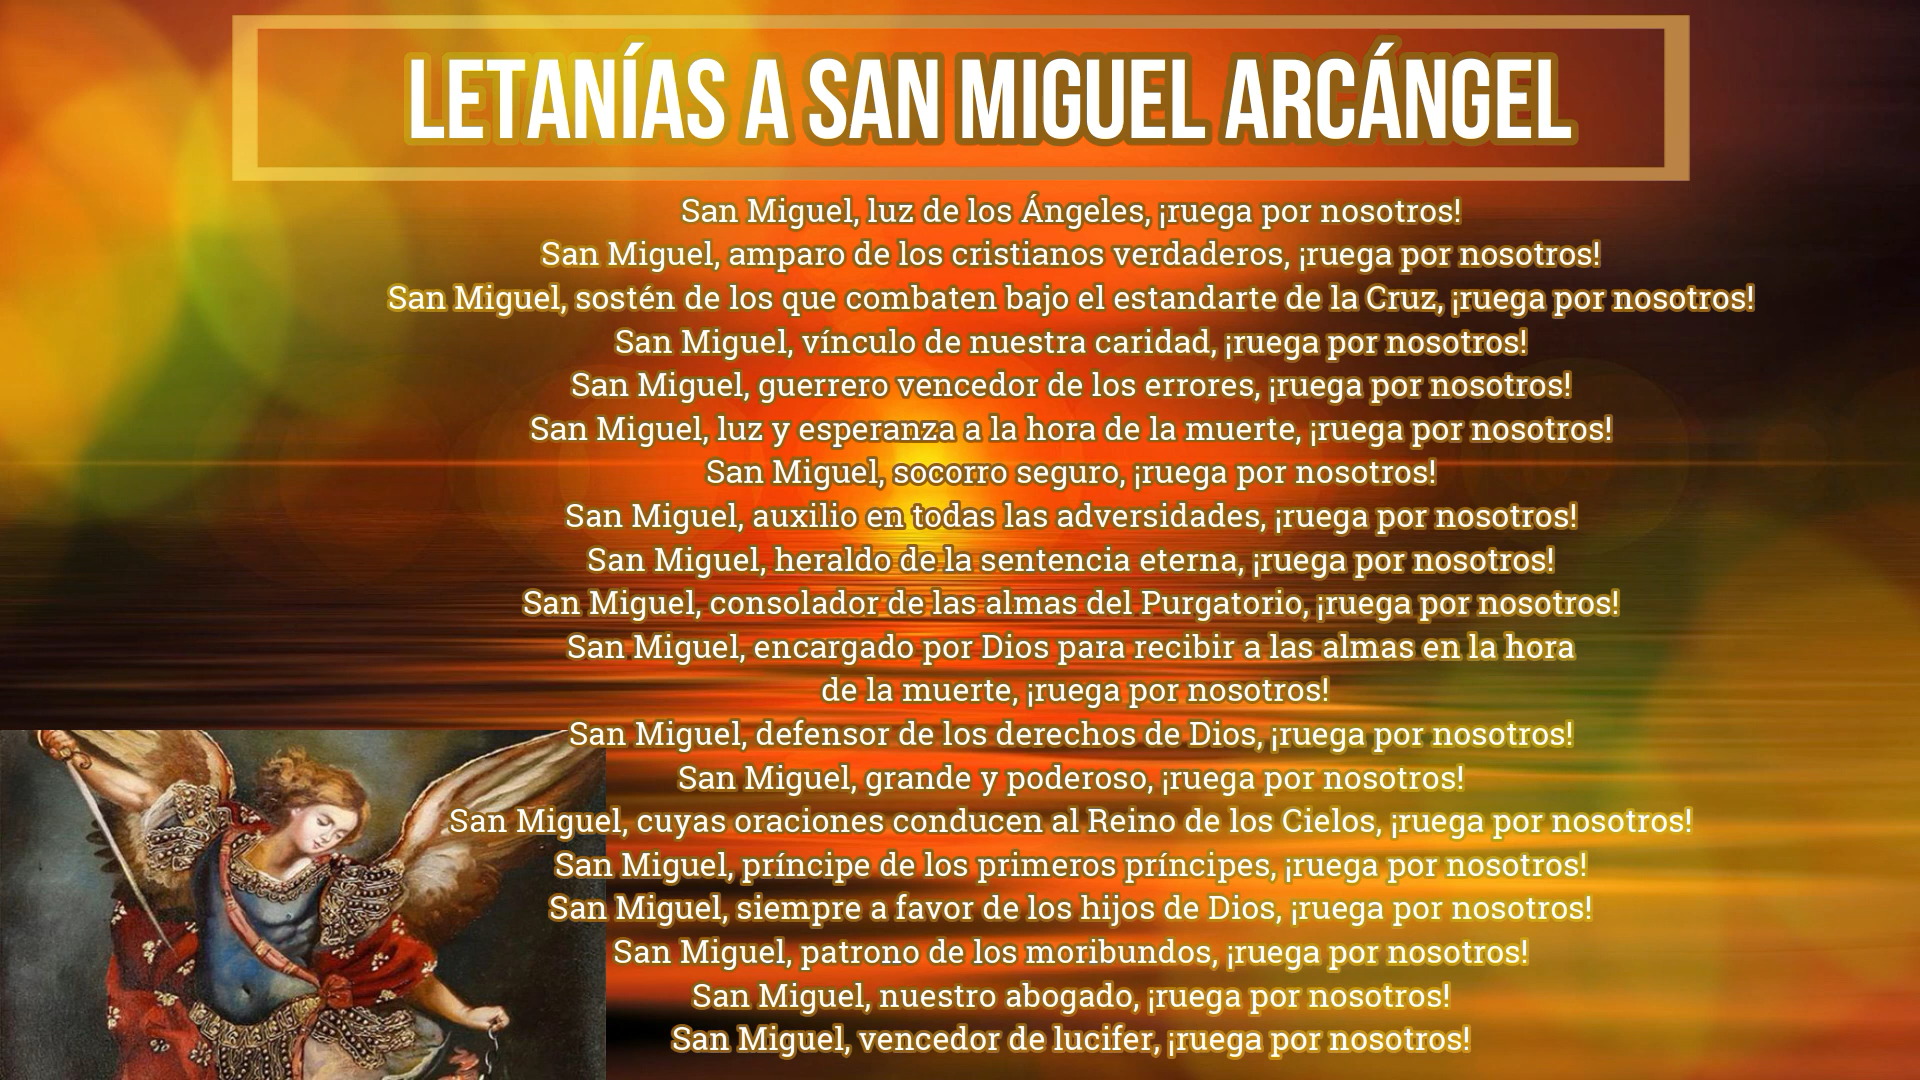 LETANÍAS A SAN MIGUEL ARCÁNGEL
San Miguel, luz de los Ángeles, ¡ruega por nosotros!
San Miguel, amparo de los cristianos verdaderos, ¡ruega por nosotros!
San Miguel, sostén de los que combaten bajo el estandarte de la Cruz, ¡ruega por nosotros!
San Miguel, vínculo de nuestra caridad, ¡ruega por nosotros!
San Miguel, guerrero vencedor de los errores, ¡ruega por nosotros!
San Miguel, luz y esperanza a la hora de la muerte, ¡ruega por nosotros!
San Miguel, socorro seguro, ¡ruega por nosotros!
San Miguel, auxilio en todas las adversidades, ¡ruega por nosotros!
San Miguel, heraldo de la sentencia eterna, ¡ruega por nosotros!
San Miguel, consolador de las almas del Purgatorio, ¡ruega por nosotros!
San Miguel, encargado por Dios para recibir a las almas en la hora
de la muerte, ¡ruega por nosotros!
San Miguel, defensor de los derechos de Dios, ¡ruega por nosotros!
San Miguel, grande y poderoso, ¡ruega por nosotros!
San Miguel, cuyas oraciones conducen al Reino de los Cielos, ¡ruega por nosotros!
San Miguel, príncipe de los primeros príncipes, ¡ruega por nosotros!
San Miguel, siempre a favor de los hijos de Dios, ¡ruega por nosotros!
San Miguel, patrono de los moribundos, ¡ruega por nosotros!
San Miguel, nuestro abogado, ¡ruega por nosotros!
San Miguel, vencedor de lucifer, ¡ruega por nosotros!